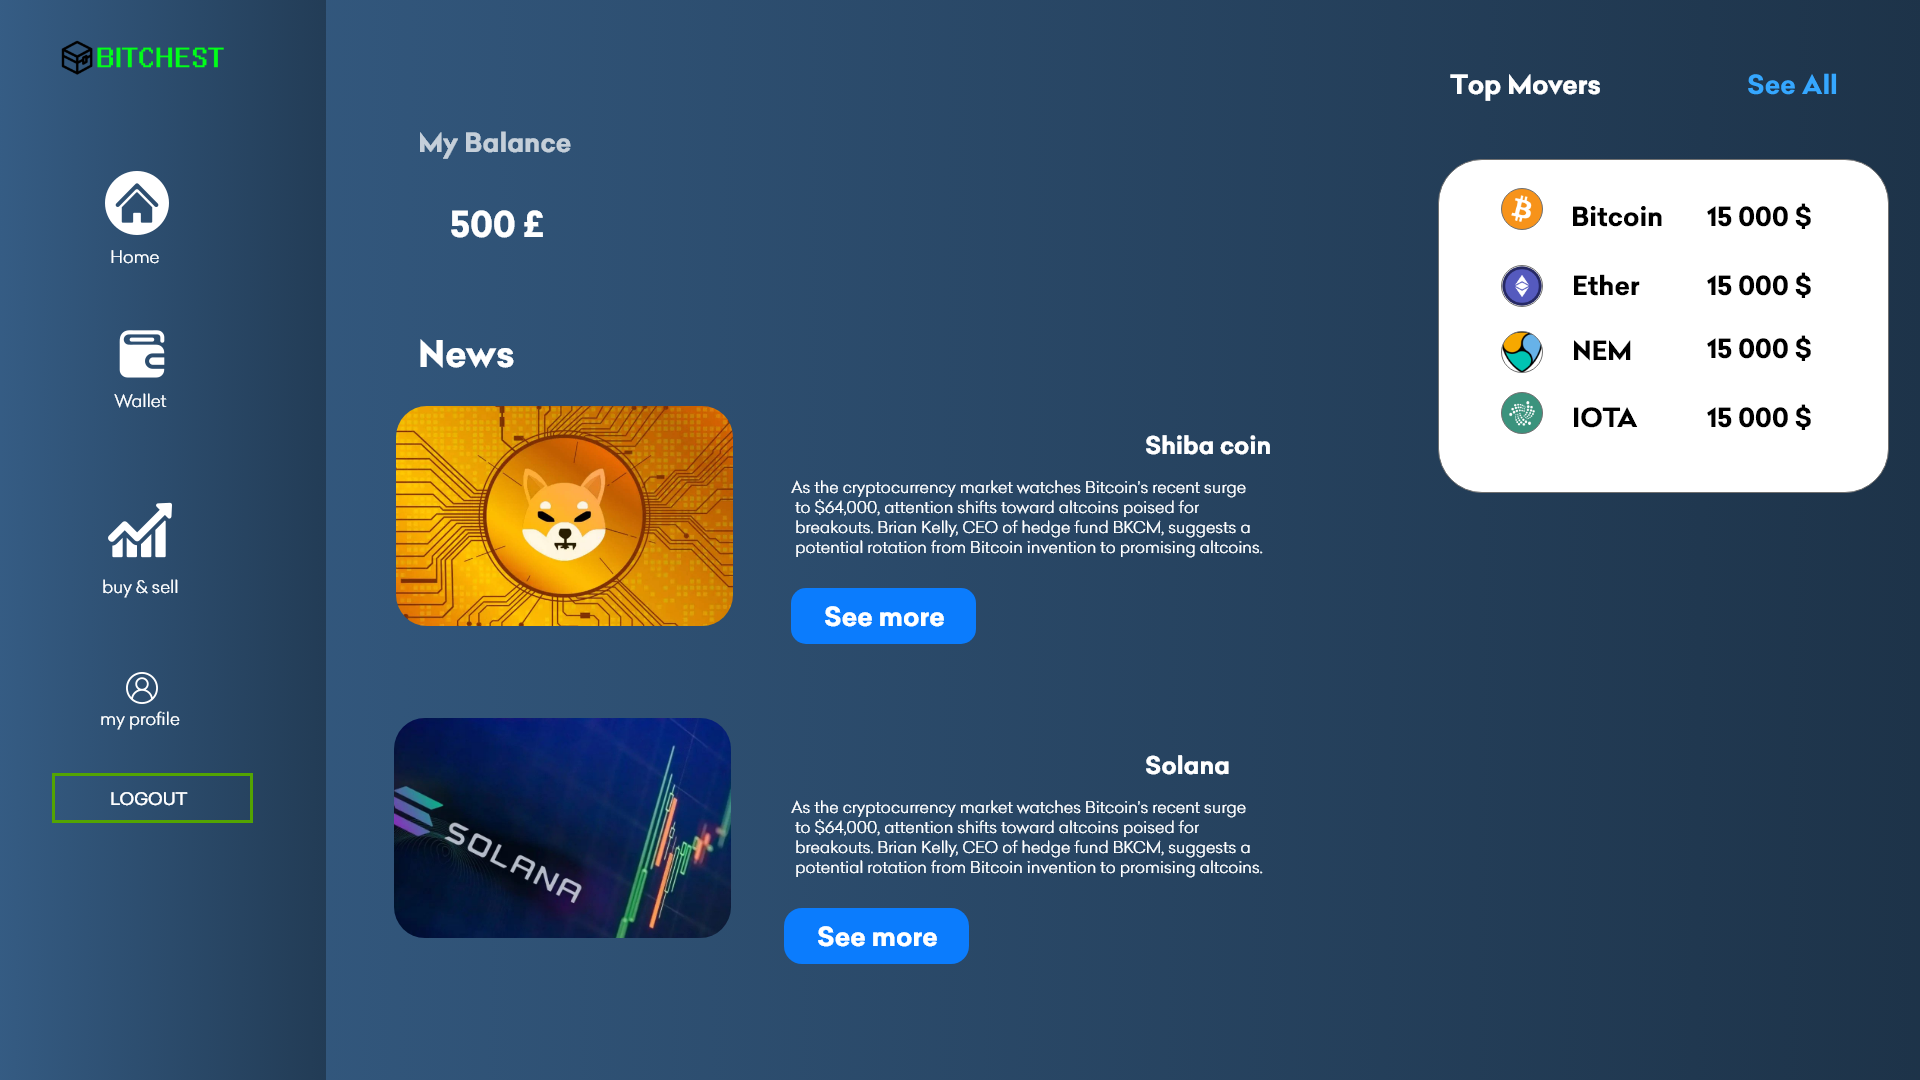 BITCHEST
Home
Wallet
buy & sell
my profile
LOGOUT
My Balance
500 £
News
Shiba coin
As the cryptocurrency market watches Bitcoin's recent surge
to $64,000, attention shifts toward altcoins poised for
breakouts. Brian Kelly, CEO of hedge fund BKCM, suggests a
potential rotation from Bitcoin invention to promising altcoins.
See more
SOLANA
Solana
As the cryptocurrency market watches Bitcoin's recent surge
to $64,000, attention shifts toward altcoins poised for
breakouts. Brian Kelly, CEO of hedge fund BKCM, suggests a
potential rotation from Bitcoin invention to promising altcoins.
See more
Top Movers See All
Bitcoin 15 000 $
Ether 15 000 $
NEM 15 000 $
IOTA 15 000 $